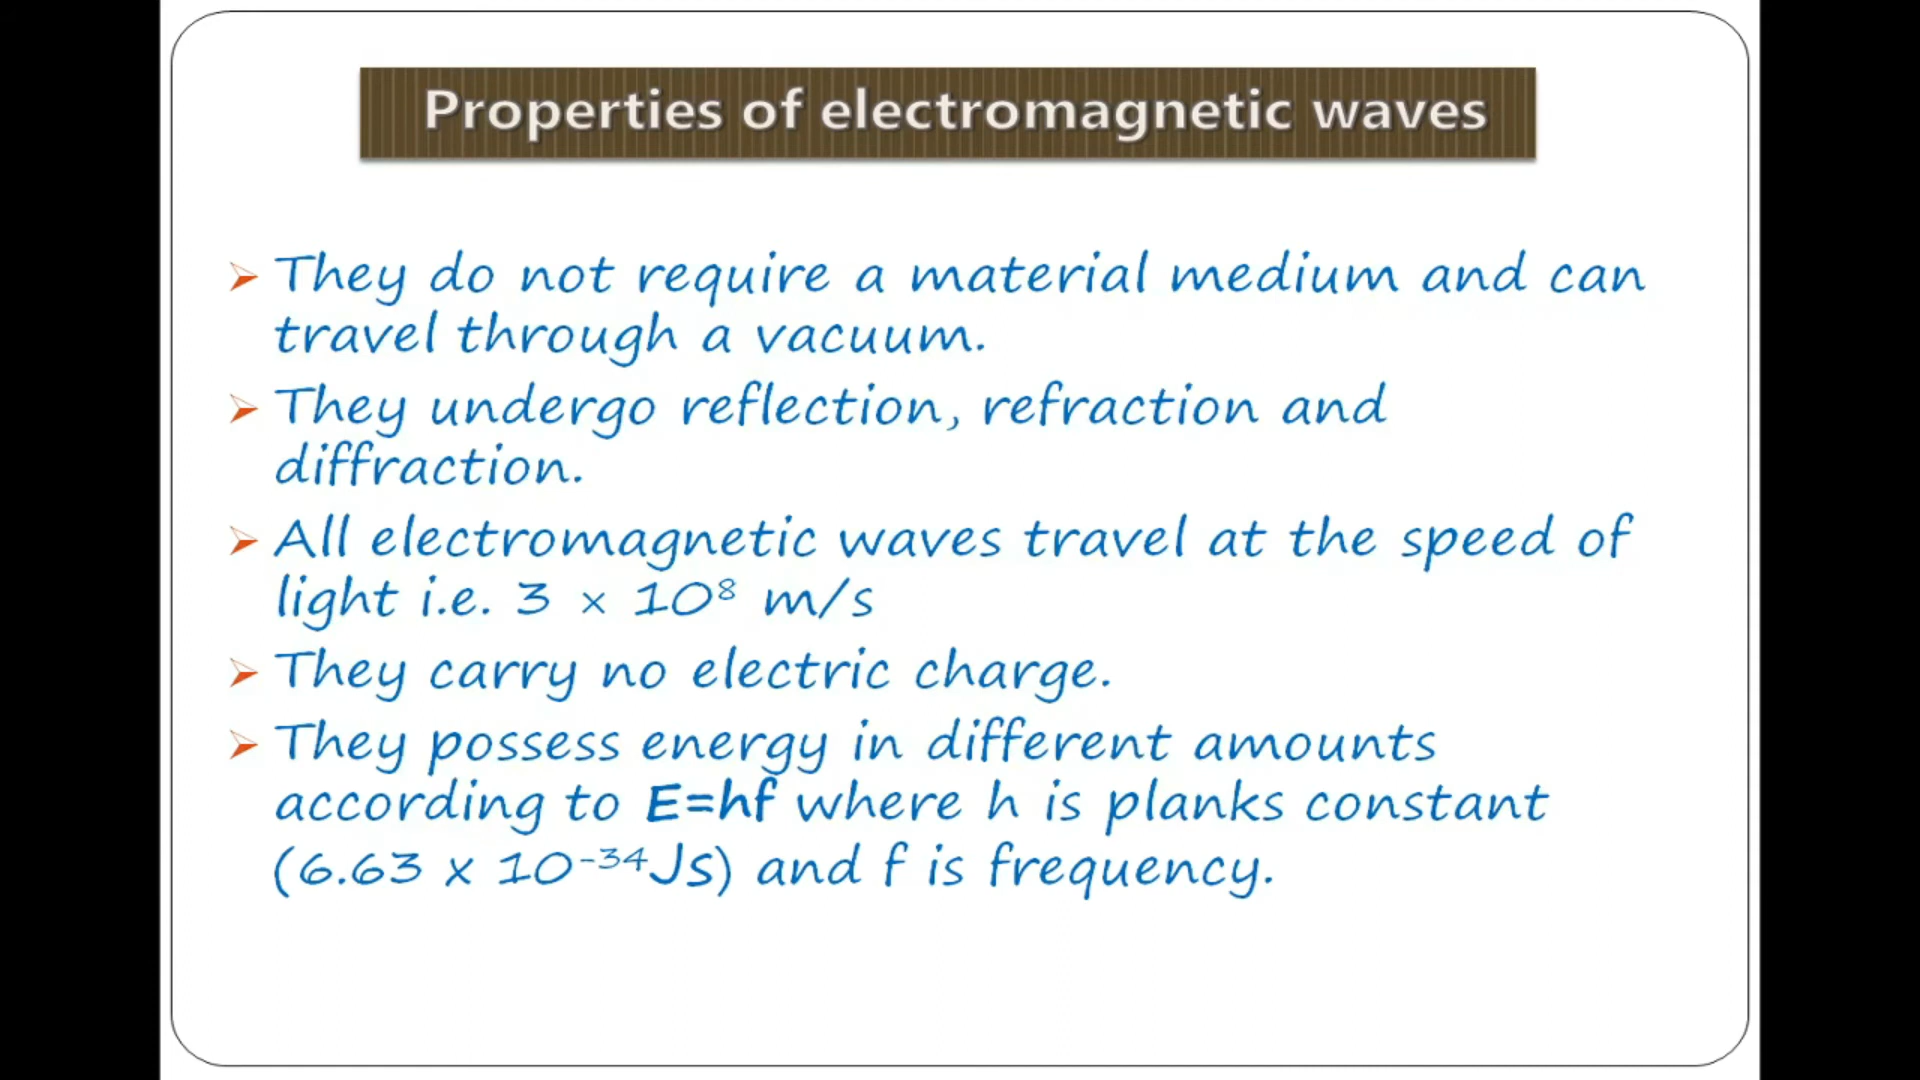 Properties of electromagnetic waves
➢ They do not require a material medium and can
travel through a vacuum.
➢ They undergo reflection, refraction and
diffraction.
➢ All electromagnetic waves travel at the speed of
light i.e. 3 × 10⁸ m/s
➢ They carry no electric charge.
➢ They possess energy in different amounts
according to E=hf where h is planks constant
(6.63 x 10⁻³⁴Js) and f is frequency.